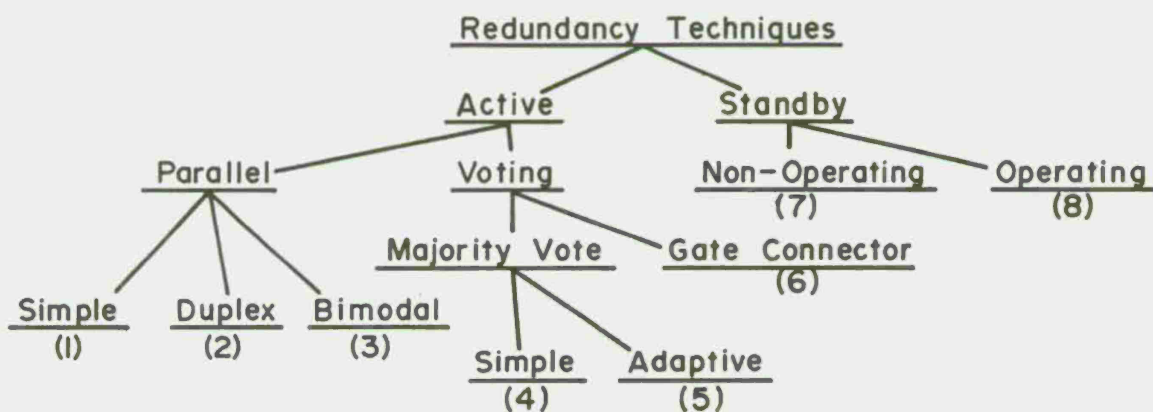 Redundancy Techniques
Active Standby
Parallel Voting Non-Operating Operating
(7) (8)
Majority Vote Gate Connector
(6)
Simple Duplex Bimodal
(1) (2) (3)
Simple Adaptive
(4) (5)